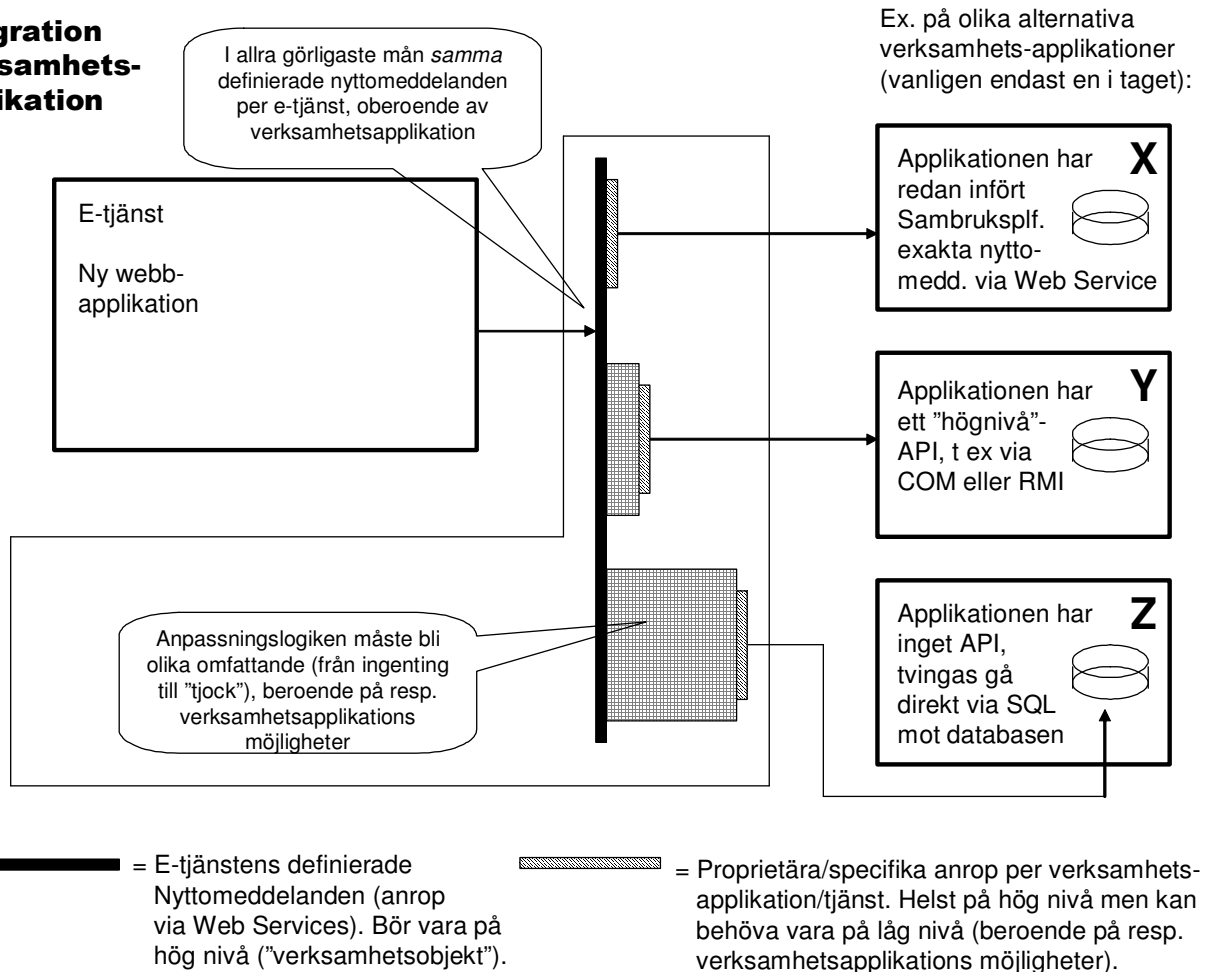 gration
samhets-
ikation
I allra görligaste mån samma
definierade nyttomeddelanden
per e-tjänst, oberoende av
verksamhetsapplikation
Ex. på olika alternativa
verksamhets-applikationer
(vanligen endast en i taget):
E-tjänst
Ny webb-
applikation
Applikationen har X
redan infört
Sambruksplf.
exakta nytto-
medd. via Web Service
Applikationen har Y
ett ”högnivå”-
API, t ex via
COM eller RMI
Anpassningslogiken måste bli
olika omfattande (från ingenting
till ”tjock”), beroende på resp.
verksamhetsapplikations
möjligheter
Applikationen har Z
inget API,
tvingas gå
direkt via SQL
mot databasen
= E-tjänstens definierade
Nyttomeddelanden (anrop
via Web Services). Bör vara på
hög nivå (”verksamhetsobjekt”).
= Proprietära/specifika anrop per verksamhets-
applikation/tjänst. Helst på hög nivå men kan
behöva vara på låg nivå (beroende på resp.
verksamhetsapplikations möjligheter).